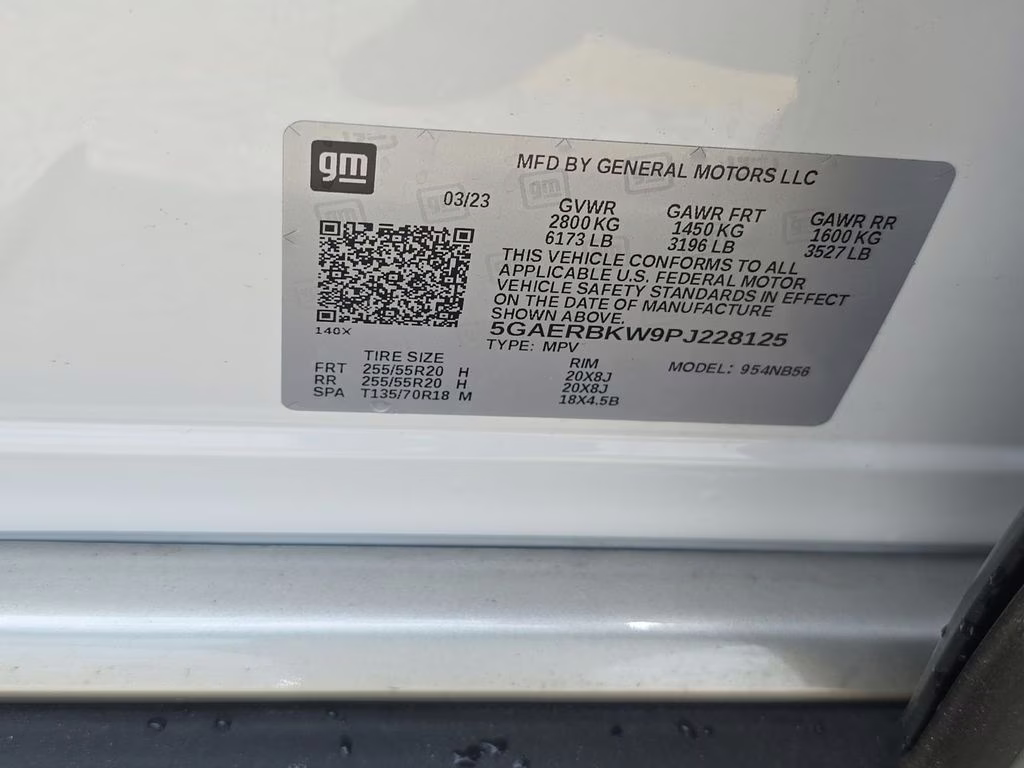 gm
MFD BY GENERAL MOTORS LLC
03/23
GVWR GAWR FRT GAWR RR
2800 KG 1450 KG 1600 KG
6173 LB 3196 LB 3527 LB
THIS VEHICLE CONFORMS TO ALL
APPLICABLE U.S. FEDERAL MOTOR
VEHICLE SAFETY STANDARDS IN EFFECT
ON THE DATE OF MANUFACTURE
SHOWN ABOVE.
140X
5GAERBKW9PJ228125
TYPE: MPV
TIRE SIZE RIM MODEL: 954NB56
FRT 255/55R20 H 20X8J
RR 255/55R20 H 20X8J
SPA T135/70R18 M 18X4.5B